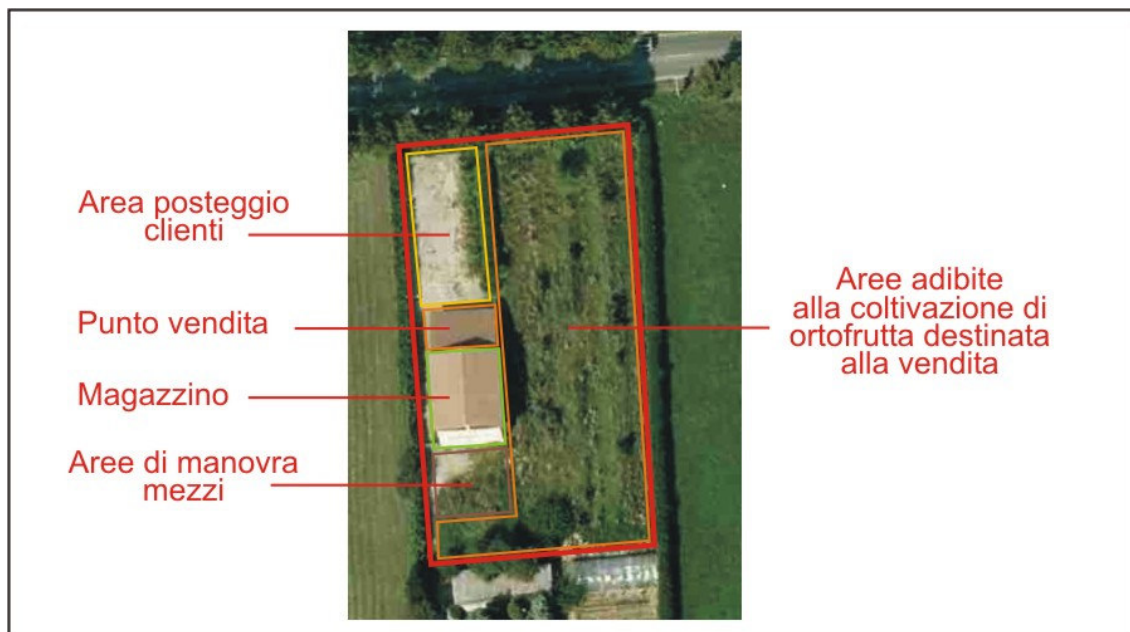 Area posteggio
clienti
Punto vendita
Magazzino
Aree di manovra
mezzi
Aree adibite
alla coltivazione di
ortofrutta destinata
alla vendita